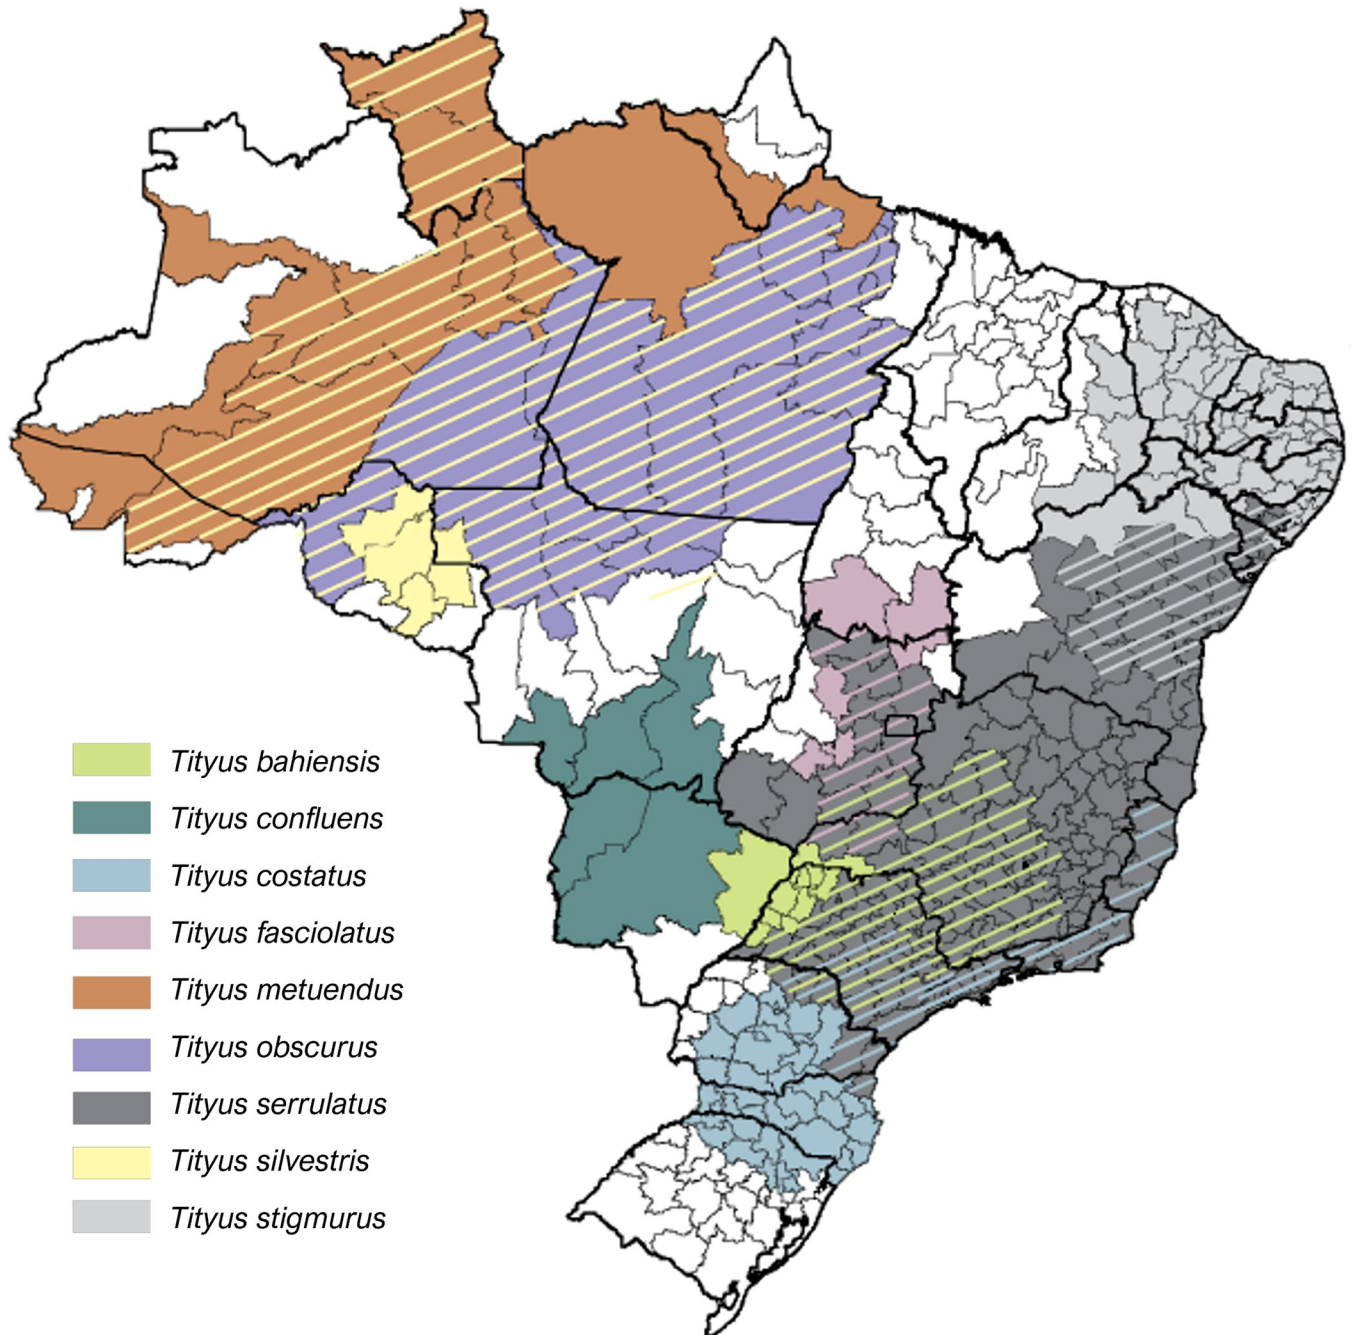 Tityus bahiensis
Tityus confluens
Tityus costatus
Tityus fasciolatus
Tityus metuendus
Tityus obscurus
Tityus serrulatus
Tityus silvestris
Tityus stigmurus